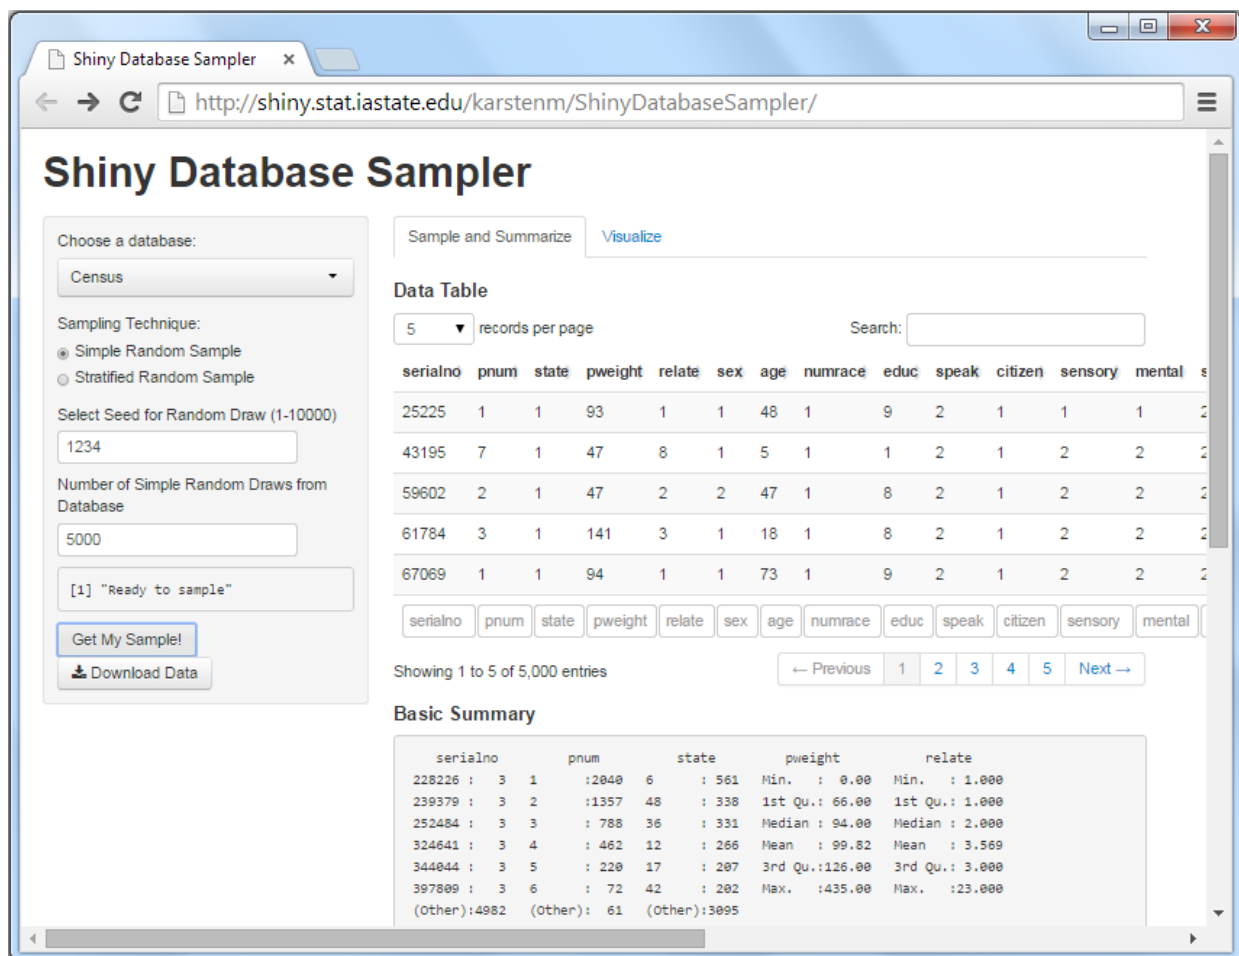 Shiny Database Sampler ×
http://shiny.stat.iastate.edu/karstenm/ShinyDatabaseSampler/
Shiny Database Sampler
Choose a database:
Census
Sampling Technique:
Simple Random Sample
Stratified Random Sample
Select Seed for Random Draw (1-10000)
1234
Number of Simple Random Draws from
Database
5000
[1] "Ready to sample"
Get My Sample!
Download Data
Sample and Summarize Visualize
Data Table
5 records per page Search:
serialno pnum state pweight relate sex age numrace educ speak citizen sensory mental s
25225 1 1 93 1 1 48 1 9 2 1 1 1 2
43195 7 1 47 8 1 5 1 1 2 1 2 2 2
59602 2 1 47 2 2 47 1 8 2 1 2 2 2
61784 3 1 141 3 1 18 1 8 2 1 2 2 2
67069 1 1 94 1 1 73 1 9 2 1 2 2 2
serialno pnum state pweight relate sex age numrace educ speak citizen sensory mental
Showing 1 to 5 of 5,000 entries ← Previous 1 2 3 4 5 Next →
Basic Summary
serialno pnum state pweight relate
228226 : 3 1 :2040 6 : 561 Min. : 0.00 Min. : 1.000
239379 : 3 2 :1357 48 : 338 1st Qu.: 66.00 1st Qu.: 1.000
252484 : 3 3 : 788 36 : 331 Median : 94.00 Median : 2.000
324641 : 3 4 : 462 12 : 266 Mean : 99.82 Mean : 3.569
344044 : 3 5 : 220 17 : 207 3rd Qu.:126.00 3rd Qu.: 3.000
397809 : 3 6 : 72 42 : 202 Max. :435.00 Max. :23.000
(Other):4982 (Other): 61 (Other):3095